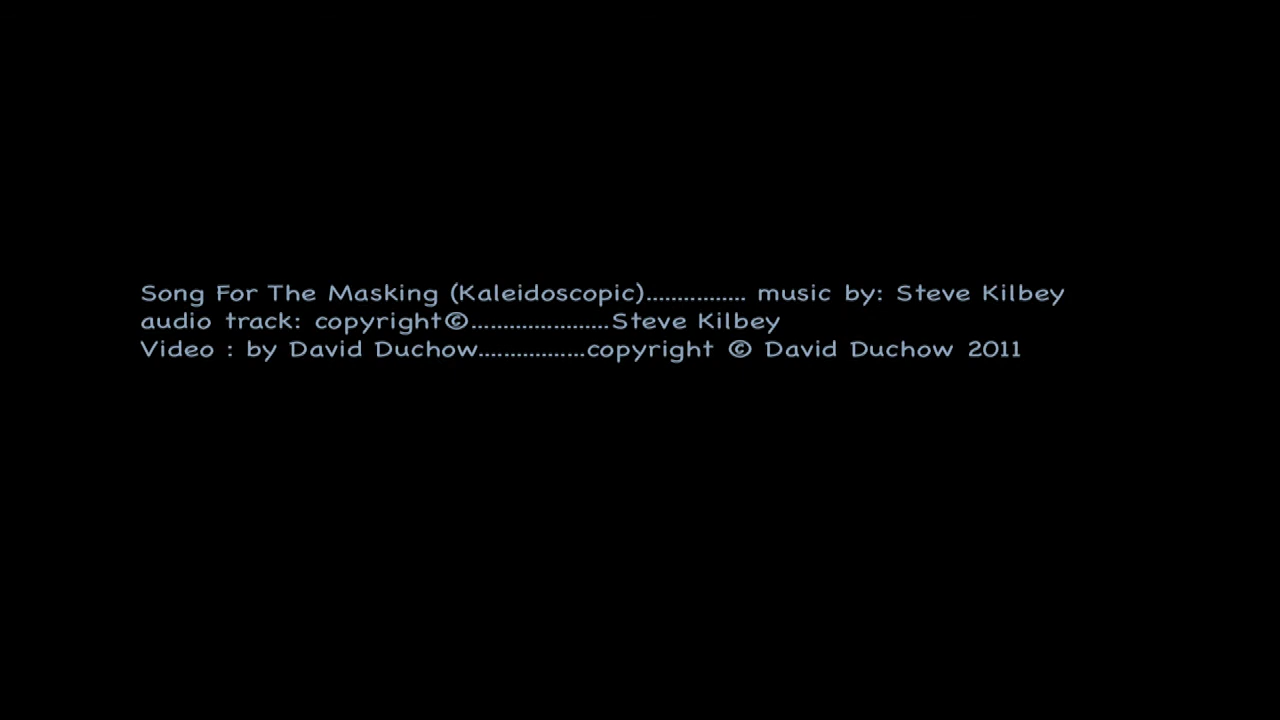 Song For The Masking (Kaleidoscopic)................ music by: Steve Kilbey
audio track: copyright©......................Steve Kilbey
Video : by David Duchow.................copyright © David Duchow 2011